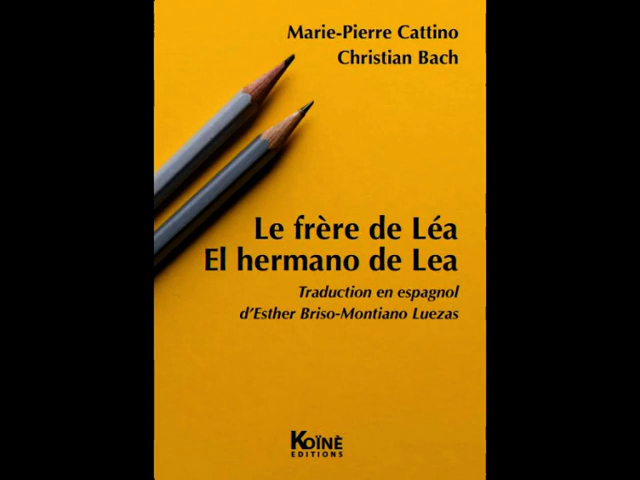 Marie-Pierre Cattino
Christian Bach
Le frère de Léa
El hermano de Lea
Traduction en espagnol
d'Esther Briso-Montiano Luezas
KOÏNÈ
EDITIONS